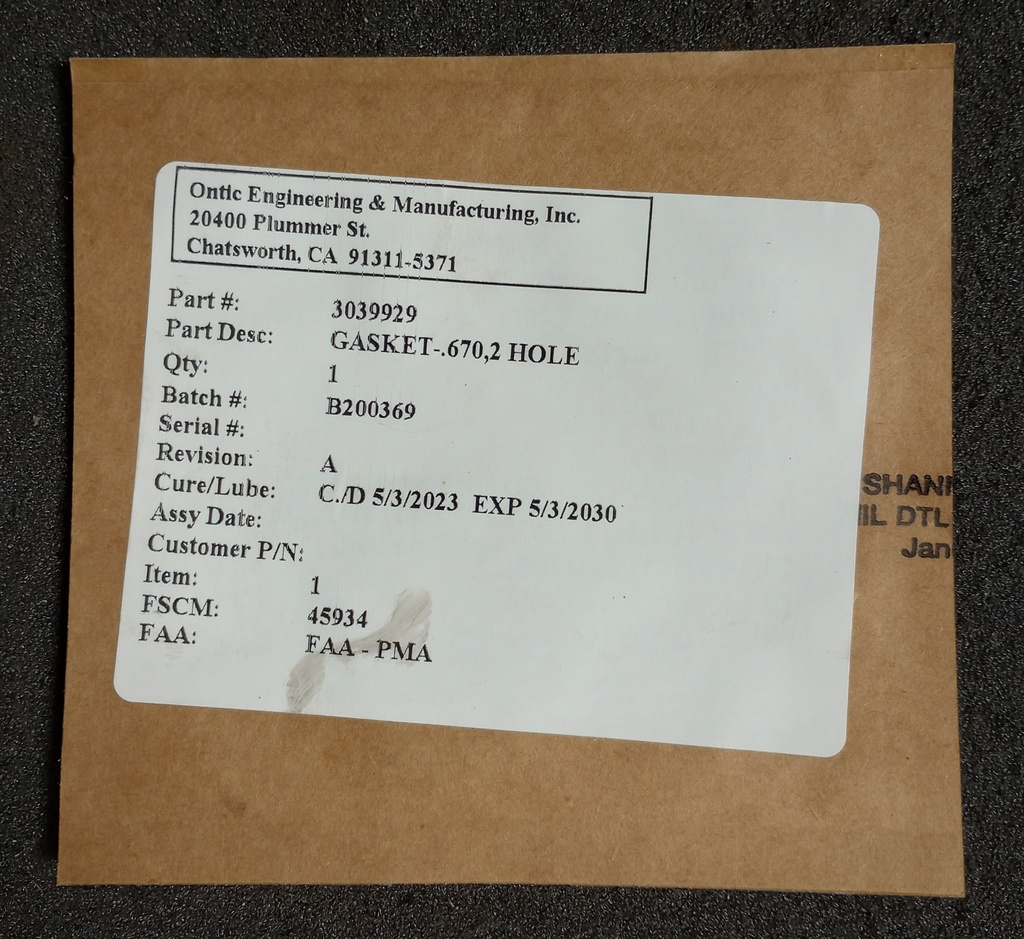 Ontic Engineering & Manufacturing, Inc.
20400 Plummer St.
Chatsworth, CA 91311-5371
Part #: 3039929
Part Desc: GASKET-.670,2 HOLE
Qty: 1
Batch #: B200369
Serial #:
Revision: A
Cure/Lube: C./D 5/3/2023 EXP 5/3/2030
Assy Date:
Customer P/N:
Item: 1
FSCM: 45934
FAA: FAA - PMA
DTL
Jan